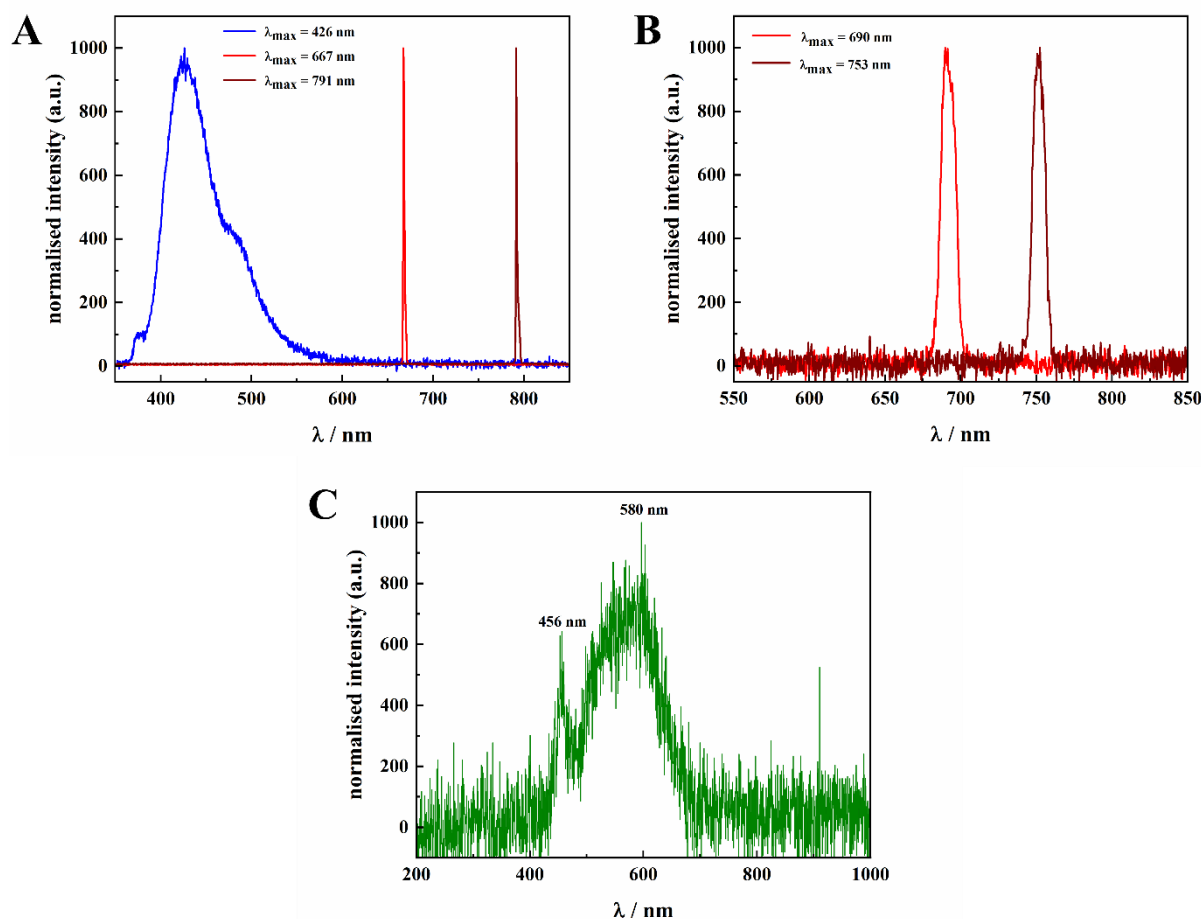 A
λmax = 426 nm
λmax = 667 nm
λmax = 791 nm
1000
800
600
400
200
0
normalised intensity (a.u.)
400 500 600 700 800
λ / nm
B
λmax = 690 nm
λmax = 753 nm
1000
800
600
400
200
0
normalised intensity (a.u.)
550 600 650 700 750 800 850
λ / nm
C
580 nm
456 nm
1000
800
600
400
200
0
normalised intensity (a.u.)
200 400 600 800 1000
λ / nm